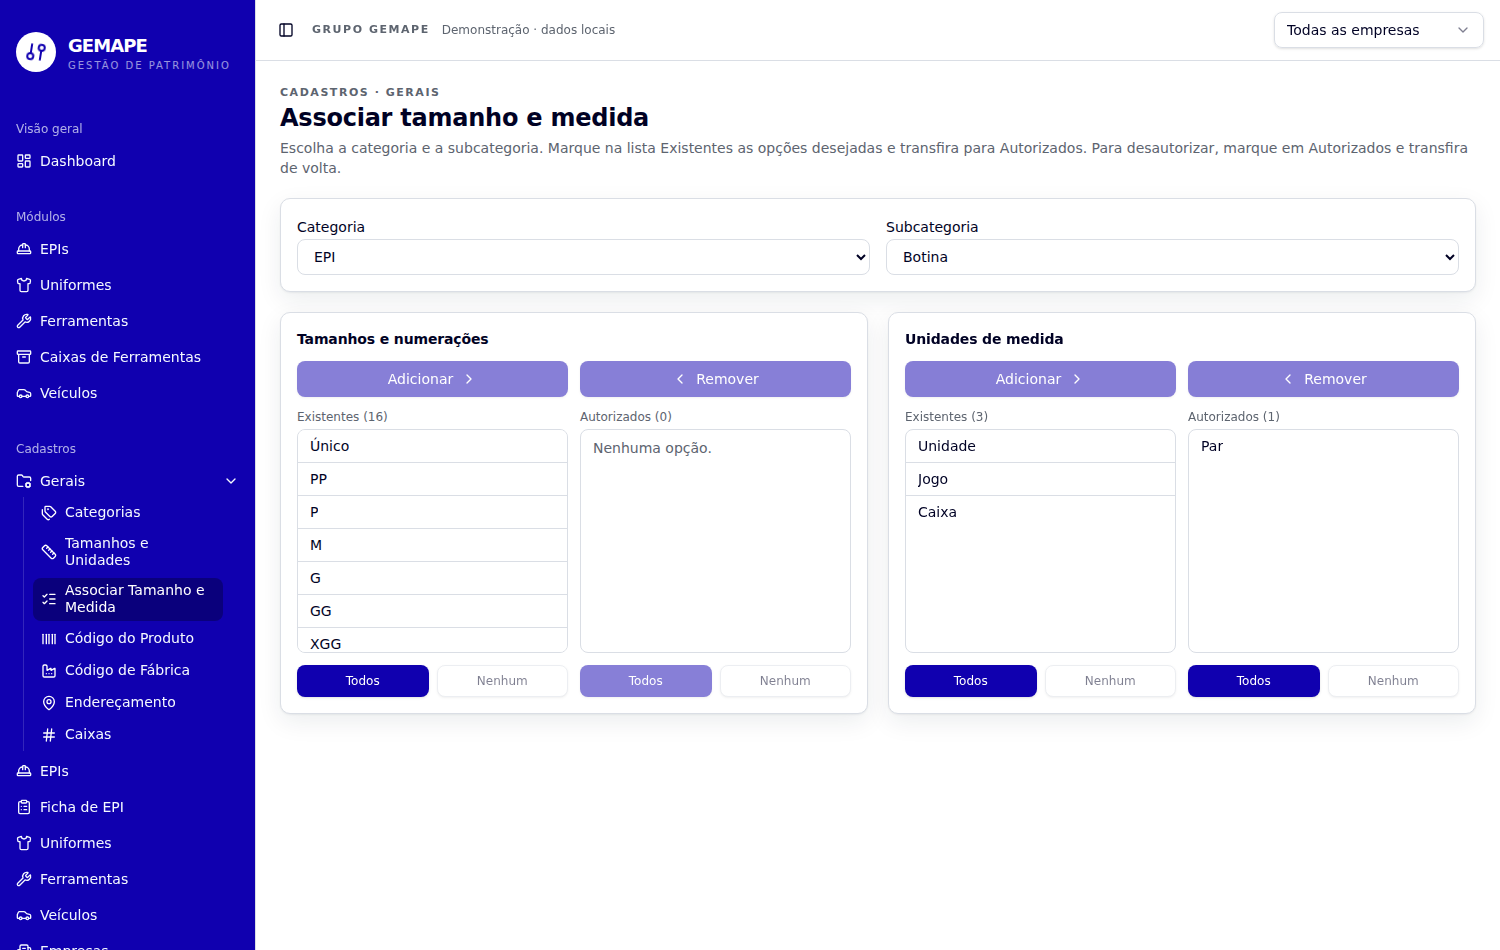 GEMAPE
GESTÃO DE PATRIMÔNIO
Visão geral
Dashboard
Módulos
EPIs
Uniformes
Ferramentas
Caixas de Ferramentas
Veículos
Cadastros
Gerais
Categorias
Tamanhos e
Unidades
Associar Tamanho e
Medida
Código do Produto
Código de Fábrica
Endereçamento
Caixas
EPIs
Ficha de EPI
Uniformes
Ferramentas
Veículos
Empresas
GRUPO GEMAPE Demonstração · dados locais
Todas as empresas
CADASTROS · GERAIS
Associar tamanho e medida
Escolha a categoria e a subcategoria. Marque na lista Existentes as opções desejadas e transfira para Autorizados. Para desautorizar, marque em Autorizados e transfira
de volta.
Categoria
EPI
Subcategoria
Botina
Tamanhos e numerações
Adicionar
Remover
Existentes (16)
Autorizados (0)
Único
PP
P
M
G
GG
XGG
Nenhuma opção.
Todos
Nenhum
Todos
Nenhum
Unidades de medida
Adicionar
Remover
Existentes (3)
Autorizados (1)
Unidade
Jogo
Caixa
Par
Todos
Nenhum
Todos
Nenhum